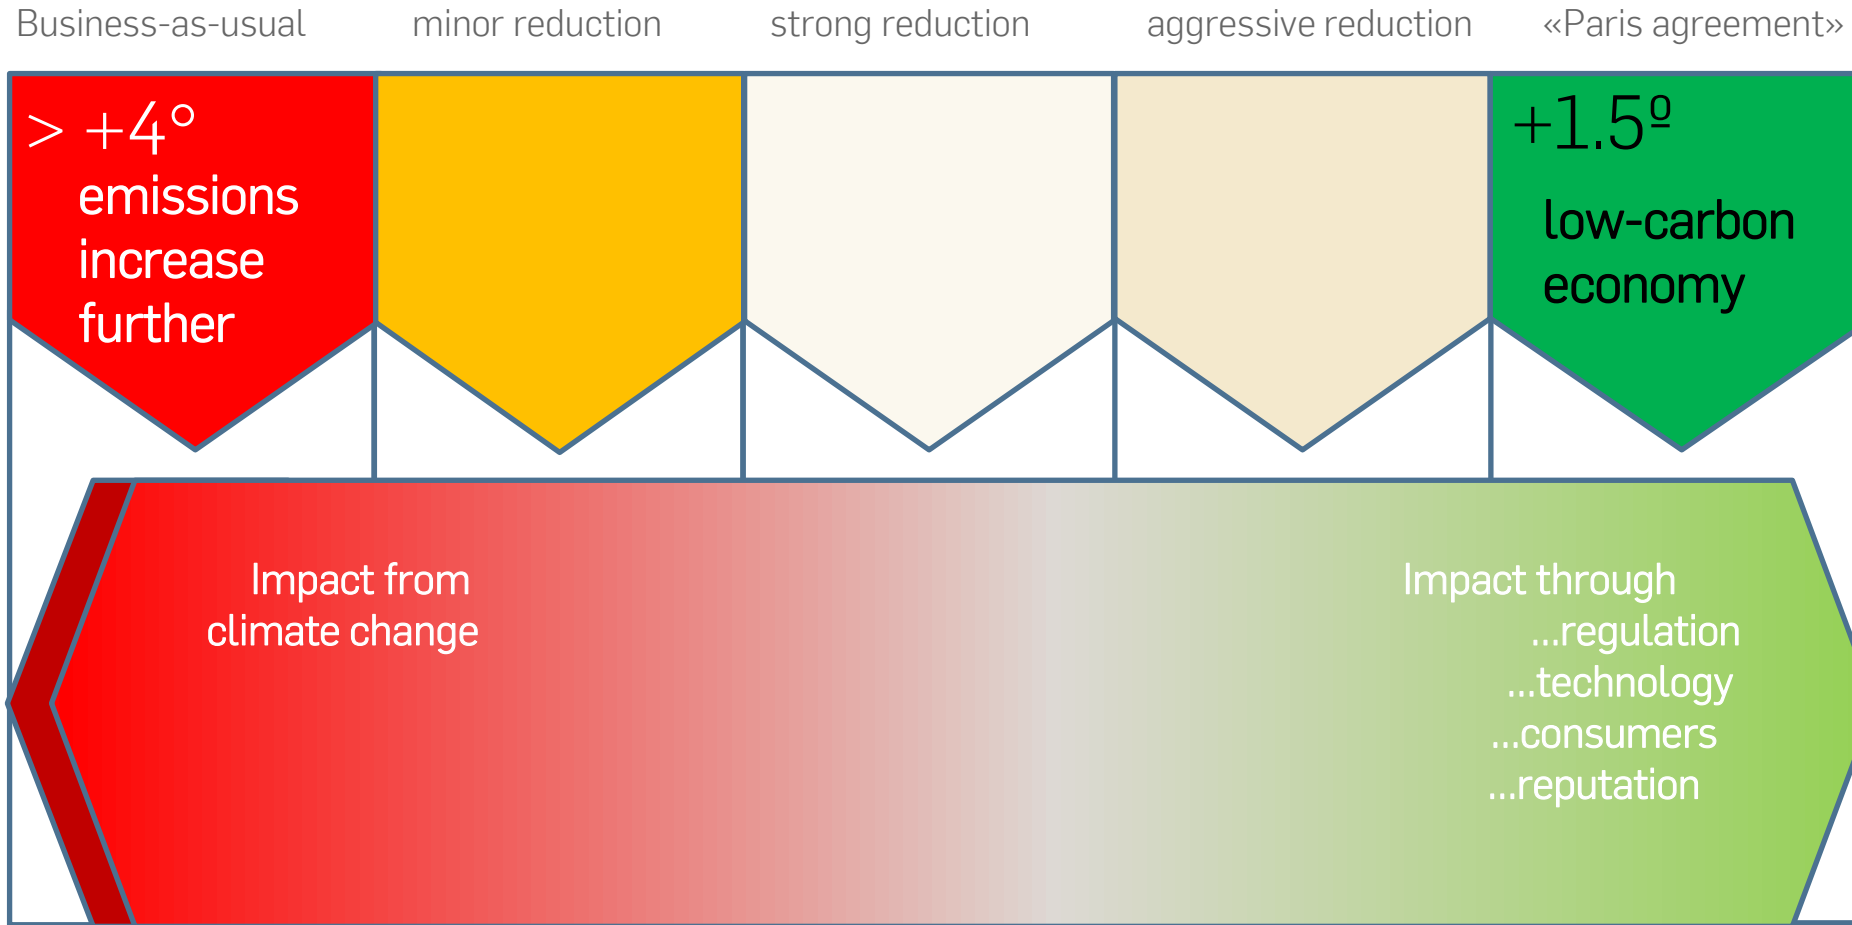 Business-as-usual
minor reduction
strong reduction
aggressive reduction
«Paris agreement»
> +4°
emissions
increase
further
+1.5º
low-carbon
economy
Impact from
climate change
Impact through
...regulation
...technology
...consumers
...reputation